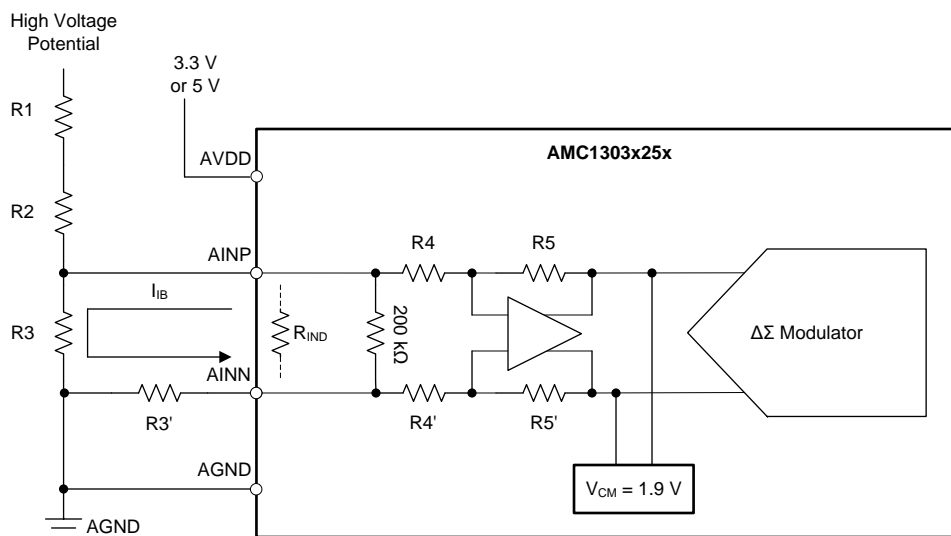 High Voltage
Potential
3.3 V
or 5 V
R1
AMC1303x25x
AVDD
R2
R4
R5
AINP
I_IB
R3
R_IND
200 kΩ
ΔΣ Modulator
AINN
R3'
R4'
R5'
AGND
V_CM = 1.9 V
AGND